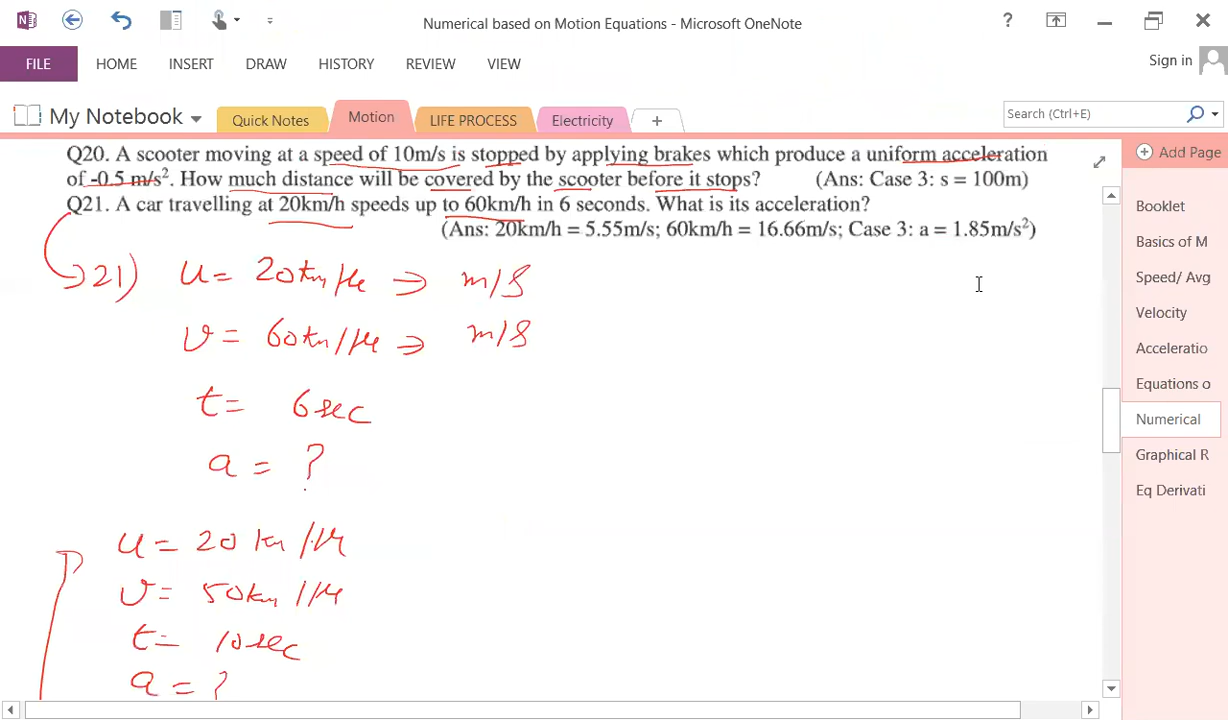 Numerical based on Motion Equations - Microsoft OneNote
?
Sign in
FILE HOME INSERT DRAW HISTORY REVIEW VIEW
My Notebook Quick Notes Motion LIFE PROCESS Electricity + Search (Ctrl+E)
Add Page
Q20. A scooter moving at a speed of 10m/s is stopped by applying brakes which produce a uniform acceleration
of -0.5 m/s². How much distance will be covered by the scooter before it stops? (Ans: Case 3: s = 100m)
Q21. A car travelling at 20km/h speeds up to 60km/h in 6 seconds. What is its acceleration?
(Ans: 20km/h = 5.55m/s; 60km/h = 16.66m/s; Case 3: a = 1.85m/s²)
21) u = 20km/Hr ⇒ m/s
v = 60km/Hr ⇒ m/s
t = 6sec
a = ?
u = 20 km/Hr
v = 50km/Hr
t = 10sec
a = ?
Booklet
Basics of M
Speed/ Avg
Velocity
Acceleratio
Equations o
Numerical
Graphical R
Eq Derivati